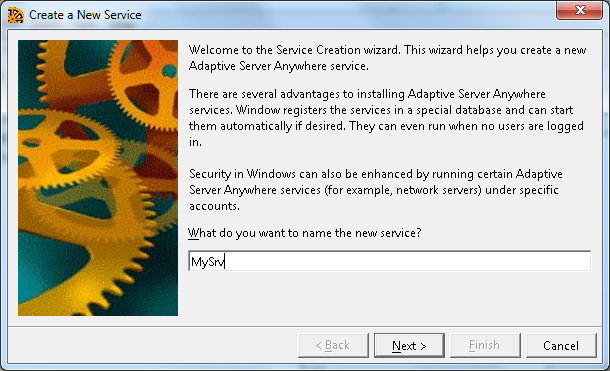 Create a New Service
Welcome to the Service Creation wizard. This wizard helps you create a new
Adaptive Server Anywhere service.
There are several advantages to installing Adaptive Server Anywhere
services. Window registers the services in a special database and can start
them automatically if desired. They can even run when no users are logged
in.
Security in Windows can also be enhanced by running certain Adaptive
Server Anywhere services (for example, network servers) under specific
accounts.
What do you want to name the new service?
MySrv
< Back Next > Finish Cancel